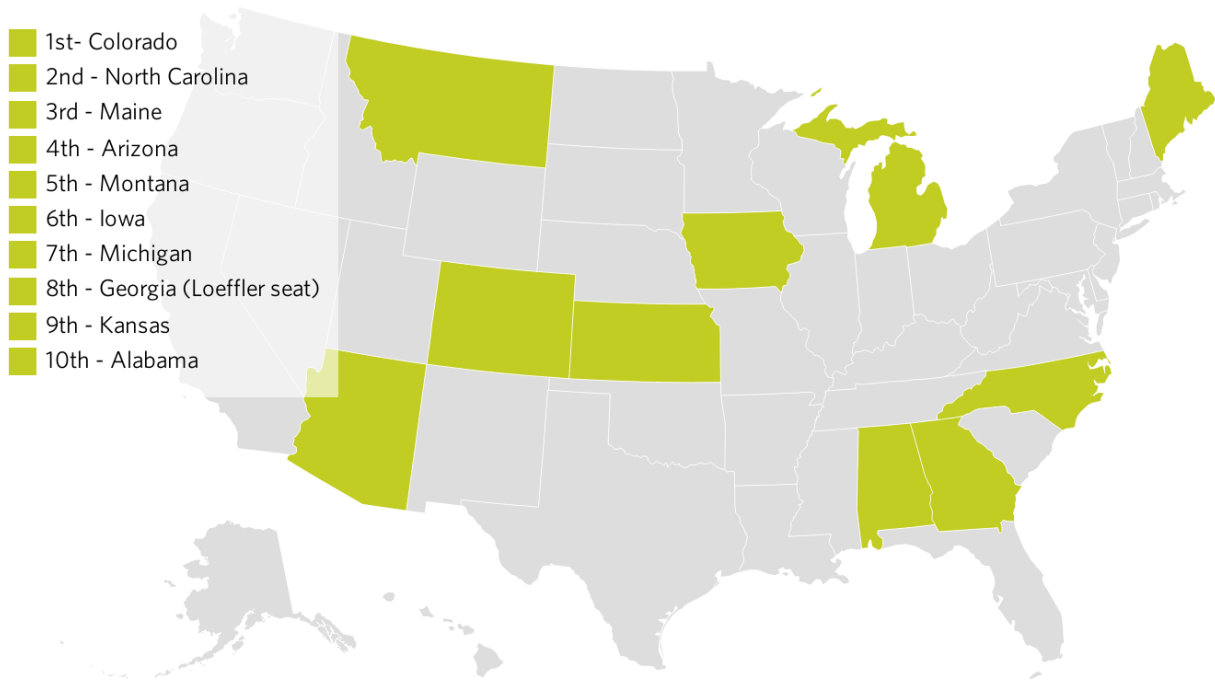 1st- Colorado
2nd - North Carolina
3rd - Maine
4th - Arizona
5th - Montana
6th - Iowa
7th - Michigan
8th - Georgia (Loeffler seat)
9th - Kansas
10th - Alabama